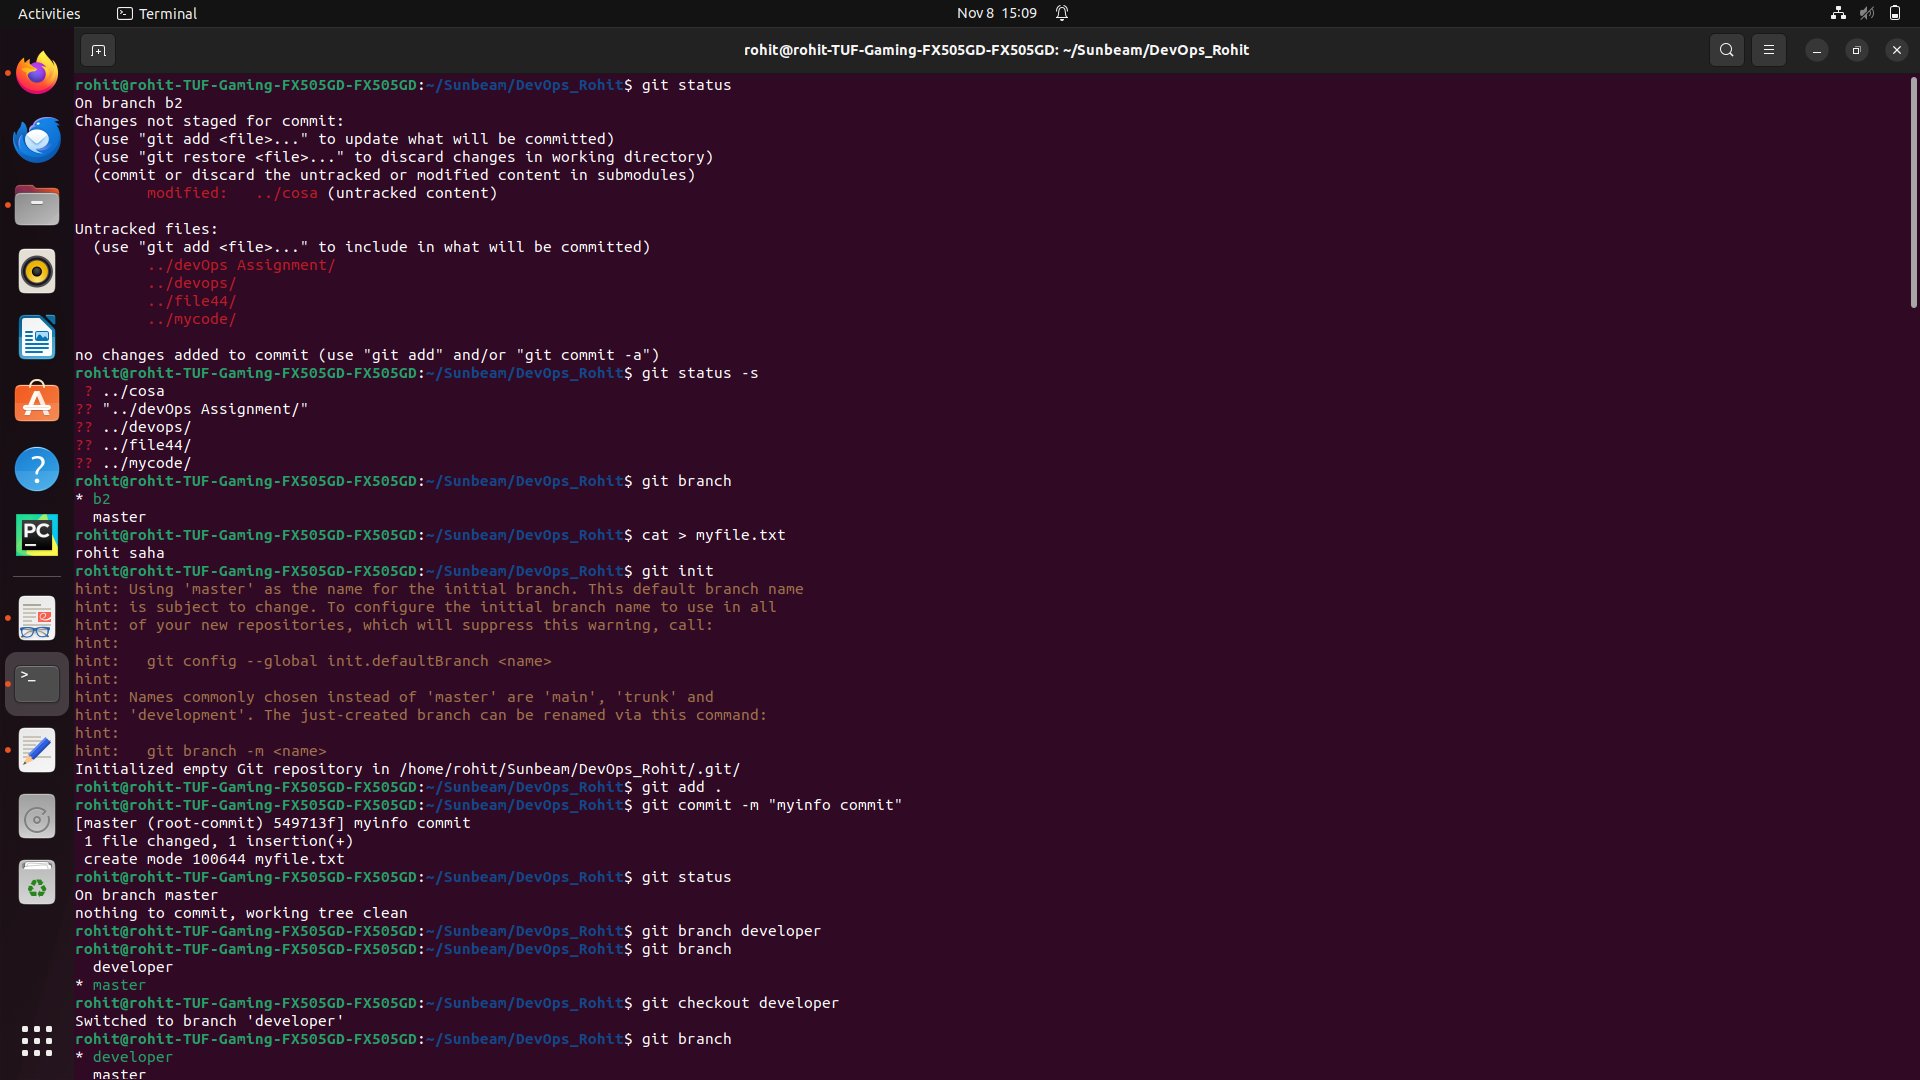 Activities
Terminal
Nov 8 15:09
rohit@rohit-TUF-Gaming-FX505GD-FX505GD: ~/Sunbeam/DevOps_Rohit
rohit@rohit-TUF-Gaming-FX505GD-FX505GD:~/Sunbeam/DevOps_Rohit$ git status
On branch b2
Changes not staged for commit:
  (use "git add <file>..." to update what will be committed)
  (use "git restore <file>..." to discard changes in working directory)
  (commit or discard the untracked or modified content in submodules)
        modified:   ../cosa (untracked content)

Untracked files:
  (use "git add <file>..." to include in what will be committed)
        ../devOps Assignment/
        ../devops/
        ../file44/
        ../mycode/

no changes added to commit (use "git add" and/or "git commit -a")
rohit@rohit-TUF-Gaming-FX505GD-FX505GD:~/Sunbeam/DevOps_Rohit$ git status -s
 ? ../cosa
?? "../devOps Assignment/"
?? ../devops/
?? ../file44/
?? ../mycode/
rohit@rohit-TUF-Gaming-FX505GD-FX505GD:~/Sunbeam/DevOps_Rohit$ git branch
* b2
  master
rohit@rohit-TUF-Gaming-FX505GD-FX505GD:~/Sunbeam/DevOps_Rohit$ cat > myfile.txt
rohit saha
rohit@rohit-TUF-Gaming-FX505GD-FX505GD:~/Sunbeam/DevOps_Rohit$ git init
hint: Using 'master' as the name for the initial branch. This default branch name
hint: is subject to change. To configure the initial branch name to use in all
hint: of your new repositories, which will suppress this warning, call:
hint:
hint:   git config --global init.defaultBranch <name>
hint:
hint: Names commonly chosen instead of 'master' are 'main', 'trunk' and
hint: 'development'. The just-created branch can be renamed via this command:
hint:
hint:   git branch -m <name>
Initialized empty Git repository in /home/rohit/Sunbeam/DevOps_Rohit/.git/
rohit@rohit-TUF-Gaming-FX505GD-FX505GD:~/Sunbeam/DevOps_Rohit$ git add .
rohit@rohit-TUF-Gaming-FX505GD-FX505GD:~/Sunbeam/DevOps_Rohit$ git commit -m "myinfo commit"
[master (root-commit) 549713f] myinfo commit
 1 file changed, 1 insertion(+)
 create mode 100644 myfile.txt
rohit@rohit-TUF-Gaming-FX505GD-FX505GD:~/Sunbeam/DevOps_Rohit$ git status
On branch master
nothing to commit, working tree clean
rohit@rohit-TUF-Gaming-FX505GD-FX505GD:~/Sunbeam/DevOps_Rohit$ git branch developer
rohit@rohit-TUF-Gaming-FX505GD-FX505GD:~/Sunbeam/DevOps_Rohit$ git branch
  developer
* master
rohit@rohit-TUF-Gaming-FX505GD-FX505GD:~/Sunbeam/DevOps_Rohit$ git checkout developer
Switched to branch 'developer'
rohit@rohit-TUF-Gaming-FX505GD-FX505GD:~/Sunbeam/DevOps_Rohit$ git branch
* developer
  master
PC